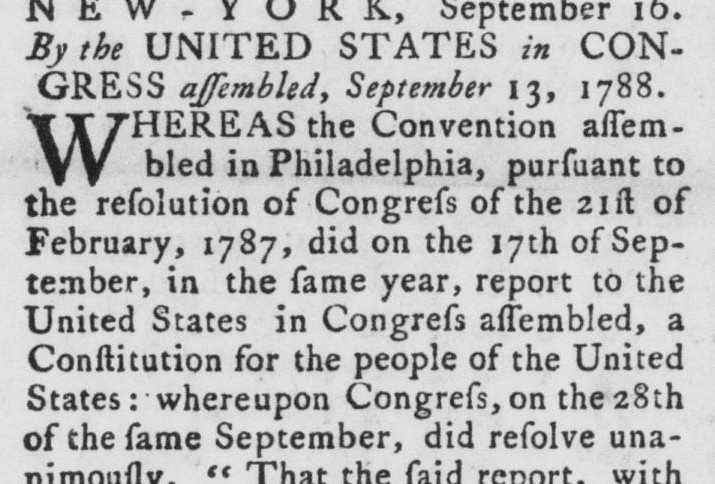 NEW-YORK, September 16.
By the UNITED STATES in CON-
GRESS aſſembled, September 13, 1788.
WHEREAS the Convention aſſem-
bled in Philadelphia, purſuant to
the reſolution of Congreſs of the 21ſt of
February, 1787, did on the 17th of Sep-
tember, in the ſame year, report to the
United States in Congreſs aſſembled, a
Conſtitution for the people of the United
States: whereupon Congreſs, on the 28th
of the ſame September, did reſolve una-
nimouſly, “ That the ſaid report, with